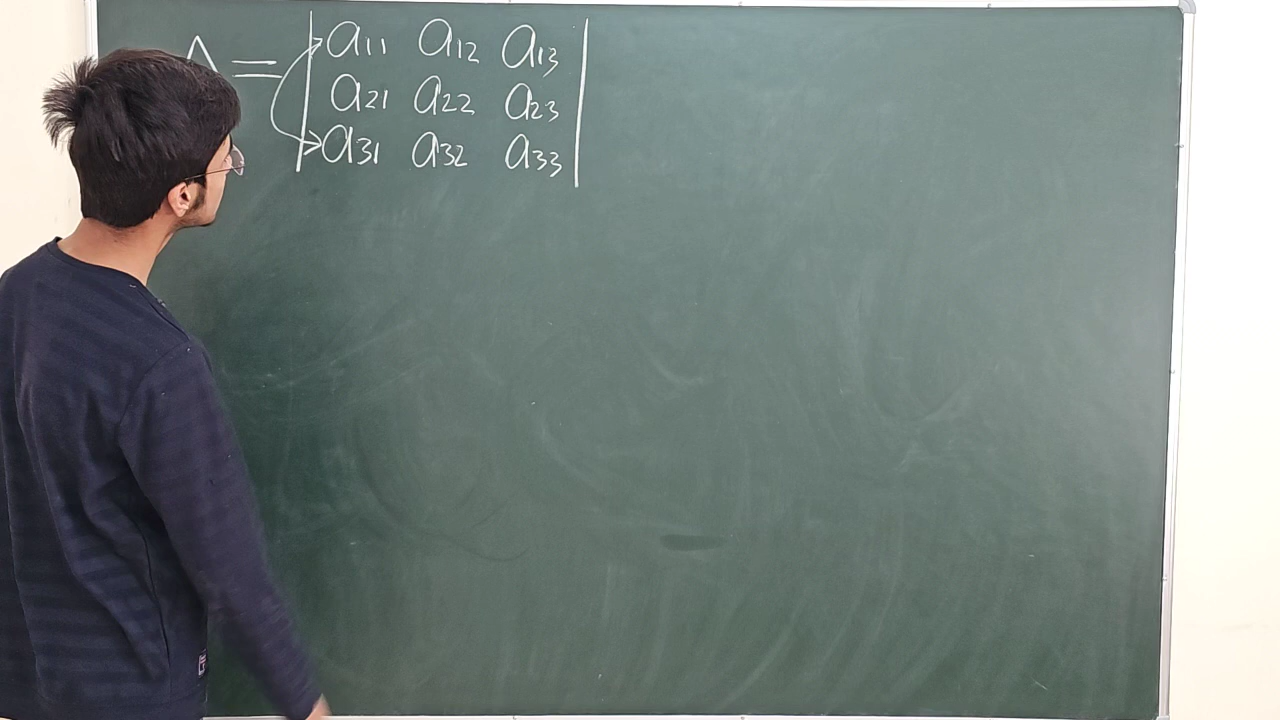 Δ = | a11 a12 a13 |
a21 a22 a23
a31 a32 a33